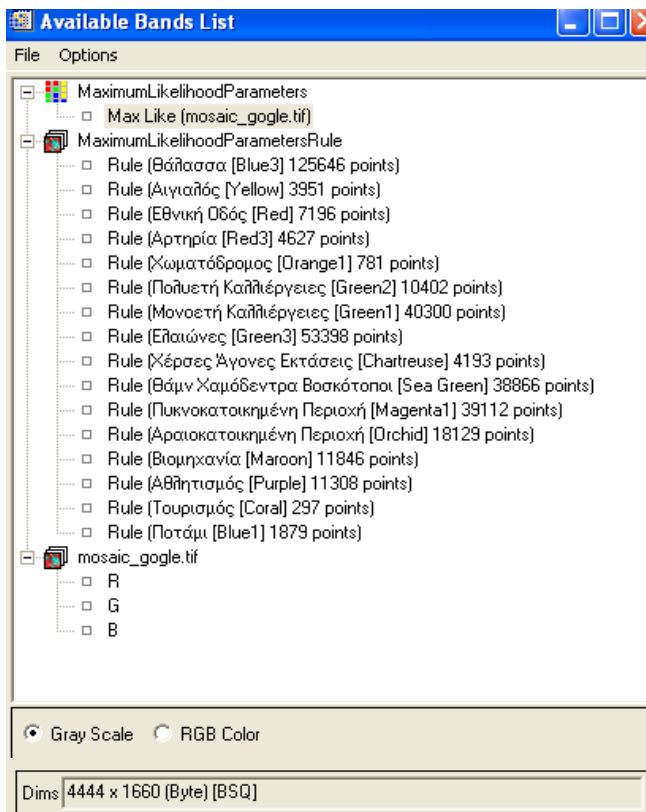 Available Bands List
File Options
MaximumLikelihoodParameters
Max Like (mosaic_gogle.tif)
MaximumLikelihoodParametersRule
Rule (Θάλασσα [Blue3] 125646 points)
Rule (Αιγιαλός [Yellow] 3951 points)
Rule (Εθνική Οδός [Red] 7196 points)
Rule (Αρτηρία [Red3] 4627 points)
Rule (Χωματόδρομος [Orange1] 781 points)
Rule (Πολυετή Καλλιέργειες [Green2] 10402 points)
Rule (Μονοετή Καλλιέργειες [Green1] 40300 points)
Rule (Ελαιώνες [Green3] 53398 points)
Rule (Χέρσες Άγονες Εκτάσεις [Chartreuse] 4193 points)
Rule (Θάμν Χαμόδεντρα Βοσκότοποι [Sea Green] 38866 points)
Rule (Πυκνοκατοικημένη Περιοχή [Magenta1] 39112 points)
Rule (Αραιοκατοικημένη Περιοχή [Orchid] 18129 points)
Rule (Βιομηχανία [Maroon] 11846 points)
Rule (Αθλητισμός [Purple] 11308 points)
Rule (Τουρισμός [Coral] 297 points)
Rule (Ποτάμι [Blue1] 1879 points)
mosaic_gogle.tif
R
G
B
Gray Scale RGB Color
Dims 4444 x 1660 (Byte) [BSQ]